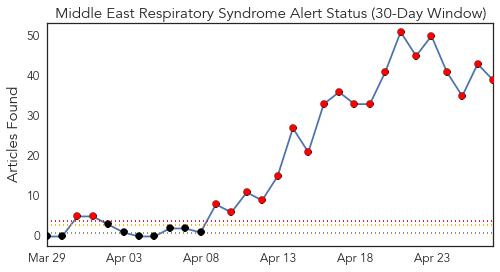 Middle East Respiratory Syndrome Alert Status (30-Day Window)
Articles Found
50
40
30
20
10
0
Mar 29 Apr 03 Apr 08 Apr 13 Apr 18 Apr 23